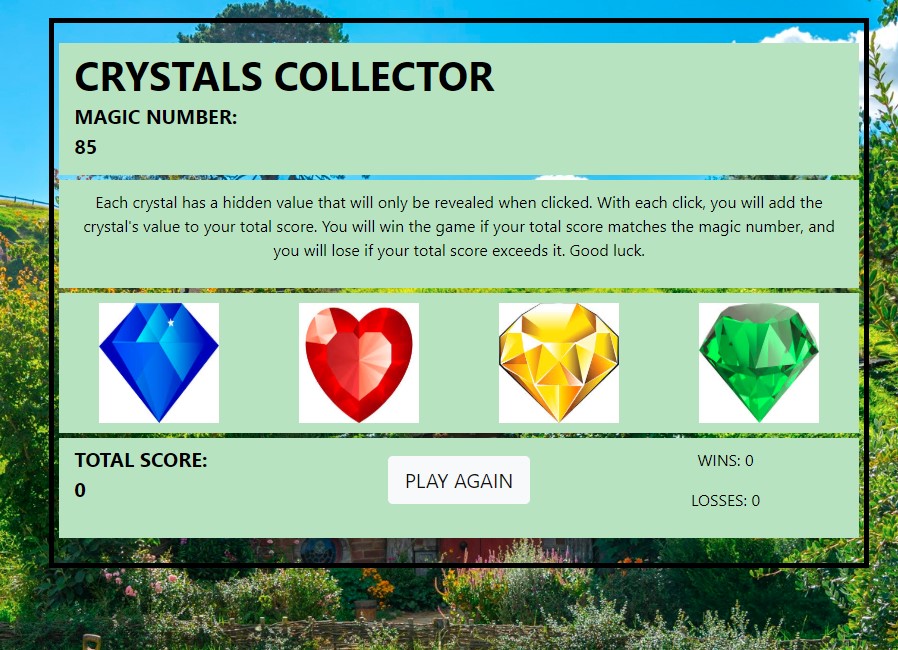 CRYSTALS COLLECTOR
MAGIC NUMBER:
85
Each crystal has a hidden value that will only be revealed when clicked. With each click, you will add the
crystal's value to your total score. You will win the game if your total score matches the magic number, and
you will lose if your total score exceeds it. Good luck.
TOTAL SCORE:
0
PLAY AGAIN
WINS: 0
LOSSES: 0